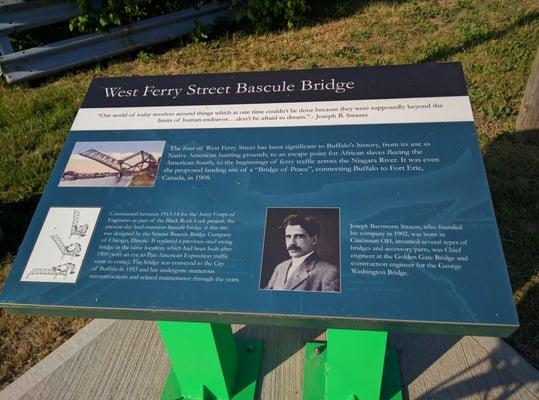 West Ferry Street Bascule Bridge
"Our world of today revolves around things which at one time couldn't be done because they were supposedly beyond the
limits of human endeavor....don't be afraid to dream." - Joseph B. Strauss
The foot of West Ferry Street has been significant to Buffalo's history, from its use as
Native American hunting grounds, to an escape point for African slaves fleeing the
American South, to the beginnings of ferry traffic across the Niagara River. It was even
the proposed landing site of a "Bridge of Peace", connecting Buffalo to Fort Erie,
Canada, in 1908.
Constructed between 1913-14 for the Army Corps of
Engineers as part of the Black Rock Lock project, the
present-day heel-trunnion bascule bridge at this site
was designed by the Strauss Bascule Bridge Company
of Chicago, Illinois. It replaced a previous steel swing
bridge in the same location, which had been built after
1900 (with an eye to Pan-American Exposition traffic
soon to come). The bridge was conveyed to the City
of Buffalo in 1953 and has undergone numerous
reconstructions and related maintenance through the years.
Joseph Baermann Strauss, who founded
his company in 1902, was born in
Cincinnati OH, invented several types of
bridges and accessory parts, was Chief
engineer at the Golden Gate Bridge and
construction engineer for the George
Washington Bridge.